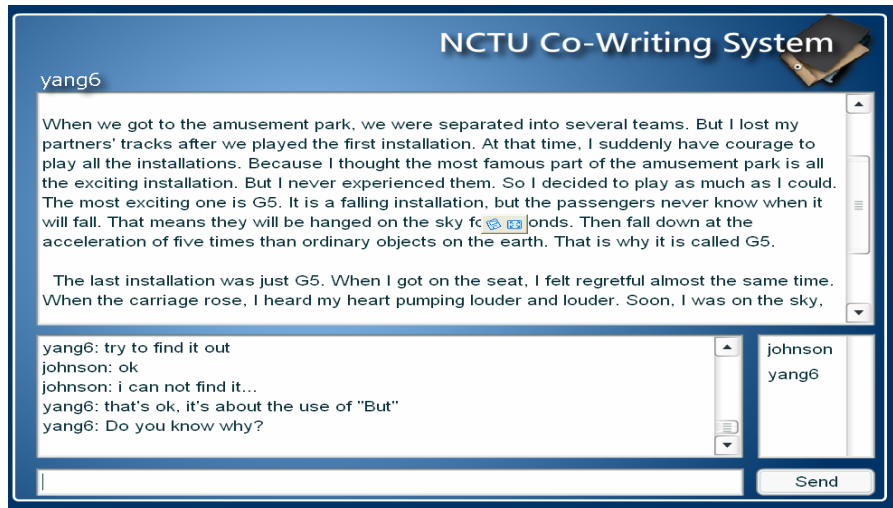 NCTU Co-Writing System
yang6
When we got to the amusement park, we were separated into several teams. But I lost my
partners' tracks after we played the first installation. At that time, I suddenly have courage to
play all the installations. Because I thought the most famous part of the amusement park is all
the exciting installation. But I never experienced them. So I decided to play as much as I could.
The most exciting one is G5. It is a falling installation, but the passengers never know when it
will fall. That means they will be hanged on the sky fo onds. Then fall down at the
acceleration of five times than ordinary objects on the earth. That is why it is called G5.
The last installation was just G5. When I got on the seat, I felt regretful almost the same time.
When the carriage rose, I heard my heart pumping louder and louder. Soon, I was on the sky,
yang6: try to find it out
johnson: ok
johnson: i can not find it...
yang6: that's ok, it's about the use of "But"
yang6: Do you know why?
johnson
yang6
Send